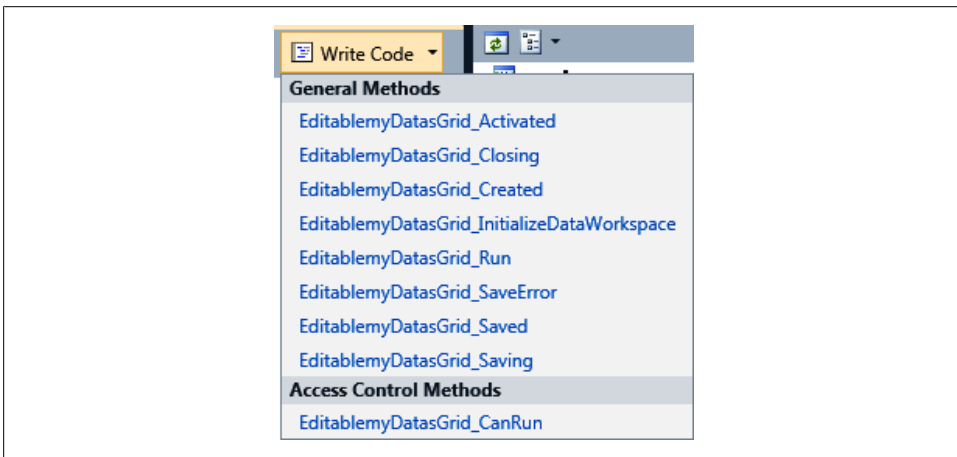 Write Code
General Methods
EditablemyDatasGrid_Activated
EditablemyDatasGrid_Closing
EditablemyDatasGrid_Created
EditablemyDatasGrid_InitializeDataWorkspace
EditablemyDatasGrid_Run
EditablemyDatasGrid_SaveError
EditablemyDatasGrid_Saved
EditablemyDatasGrid_Saving
Access Control Methods
EditablemyDatasGrid_CanRun